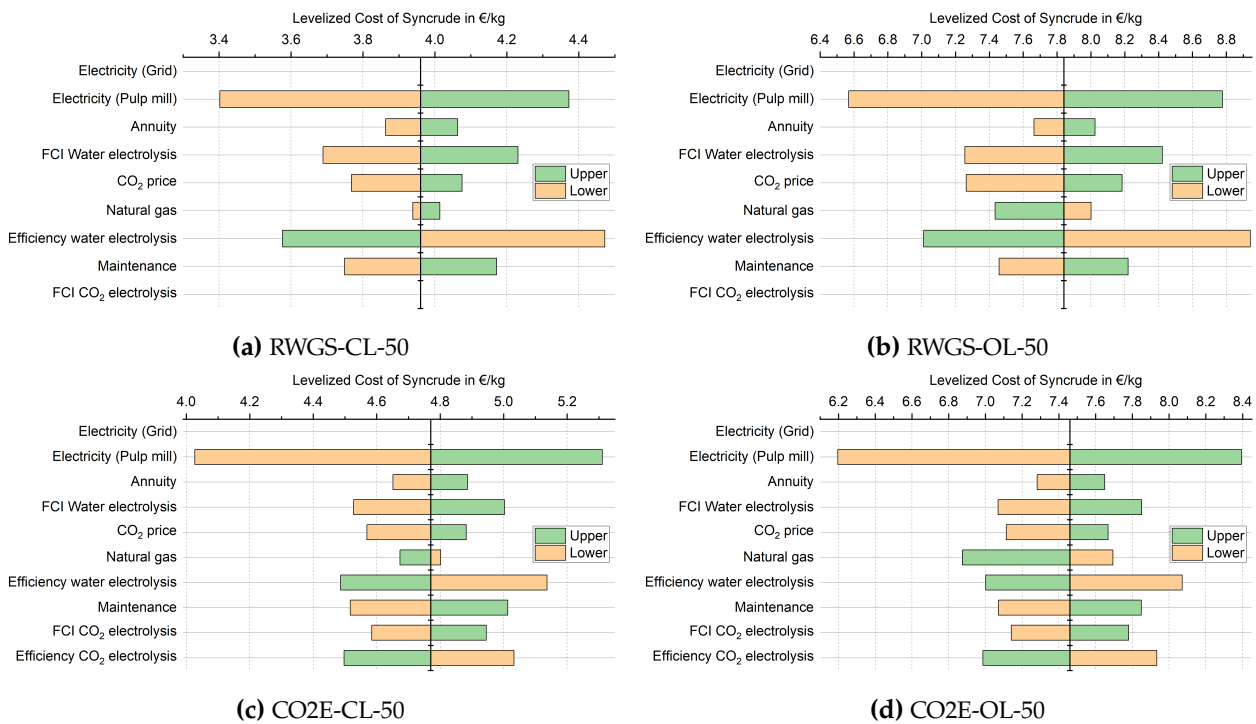 Levelized Cost of Syncrude in €/kg
3.4 3.6 3.8 4.0 4.2 4.4
Electricity (Grid)
Electricity (Pulp mill)
Annuity
FCI Water electrolysis
CO₂ price
Natural gas
Efficiency water electrolysis
Maintenance
FCI CO₂ electrolysis
Upper
Lower
(a) RWGS-CL-50
Levelized Cost of Syncrude in €/kg
6.4 6.6 6.8 7.0 7.2 7.4 7.6 7.8 8.0 8.2 8.4 8.6 8.8
Electricity (Grid)
Electricity (Pulp mill)
Annuity
FCI Water electrolysis
CO₂ price
Natural gas
Efficiency water electrolysis
Maintenance
FCI CO₂ electrolysis
Upper
Lower
(b) RWGS-OL-50
Levelized Cost of Syncrude in €/kg
4.0 4.2 4.4 4.6 4.8 5.0 5.2
Electricity (Grid)
Electricity (Pulp mill)
Annuity
FCI Water electrolysis
CO₂ price
Natural gas
Efficiency water electrolysis
Maintenance
FCI CO₂ electrolysis
Efficiency CO₂ electrolysis
Upper
Lower
(c) CO2E-CL-50
Levelized Cost of Syncrude in €/kg
6.2 6.4 6.6 6.8 7.0 7.2 7.4 7.6 7.8 8.0 8.2 8.4
Electricity (Grid)
Electricity (Pulp mill)
Annuity
FCI Water electrolysis
CO₂ price
Natural gas
Efficiency water electrolysis
Maintenance
FCI CO₂ electrolysis
Efficiency CO₂ electrolysis
Upper
Lower
(d) CO2E-OL-50